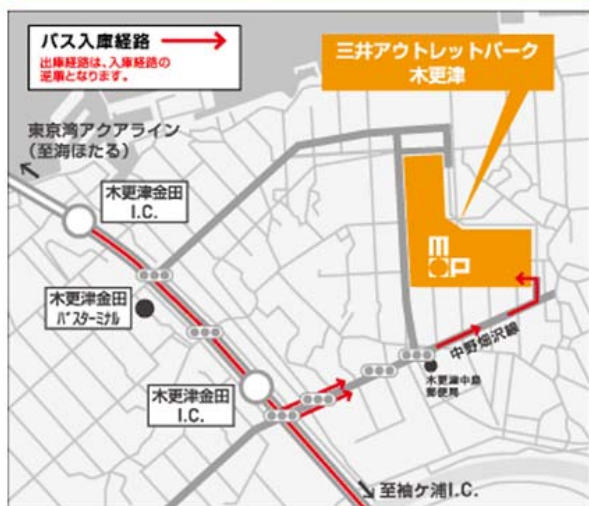 バス入庫経路
出庫経路は、入庫経路の
逆順となります。
三井アウトレットパーク
木更津
東京湾アクアライン
(至海ほたる)
木更津金田
I.C.
木更津金田
バスターミナル
木更津金田
I.C.
mOP
中野畑沢線
木更津中島
郵便局
至袖ケ浦I.C.